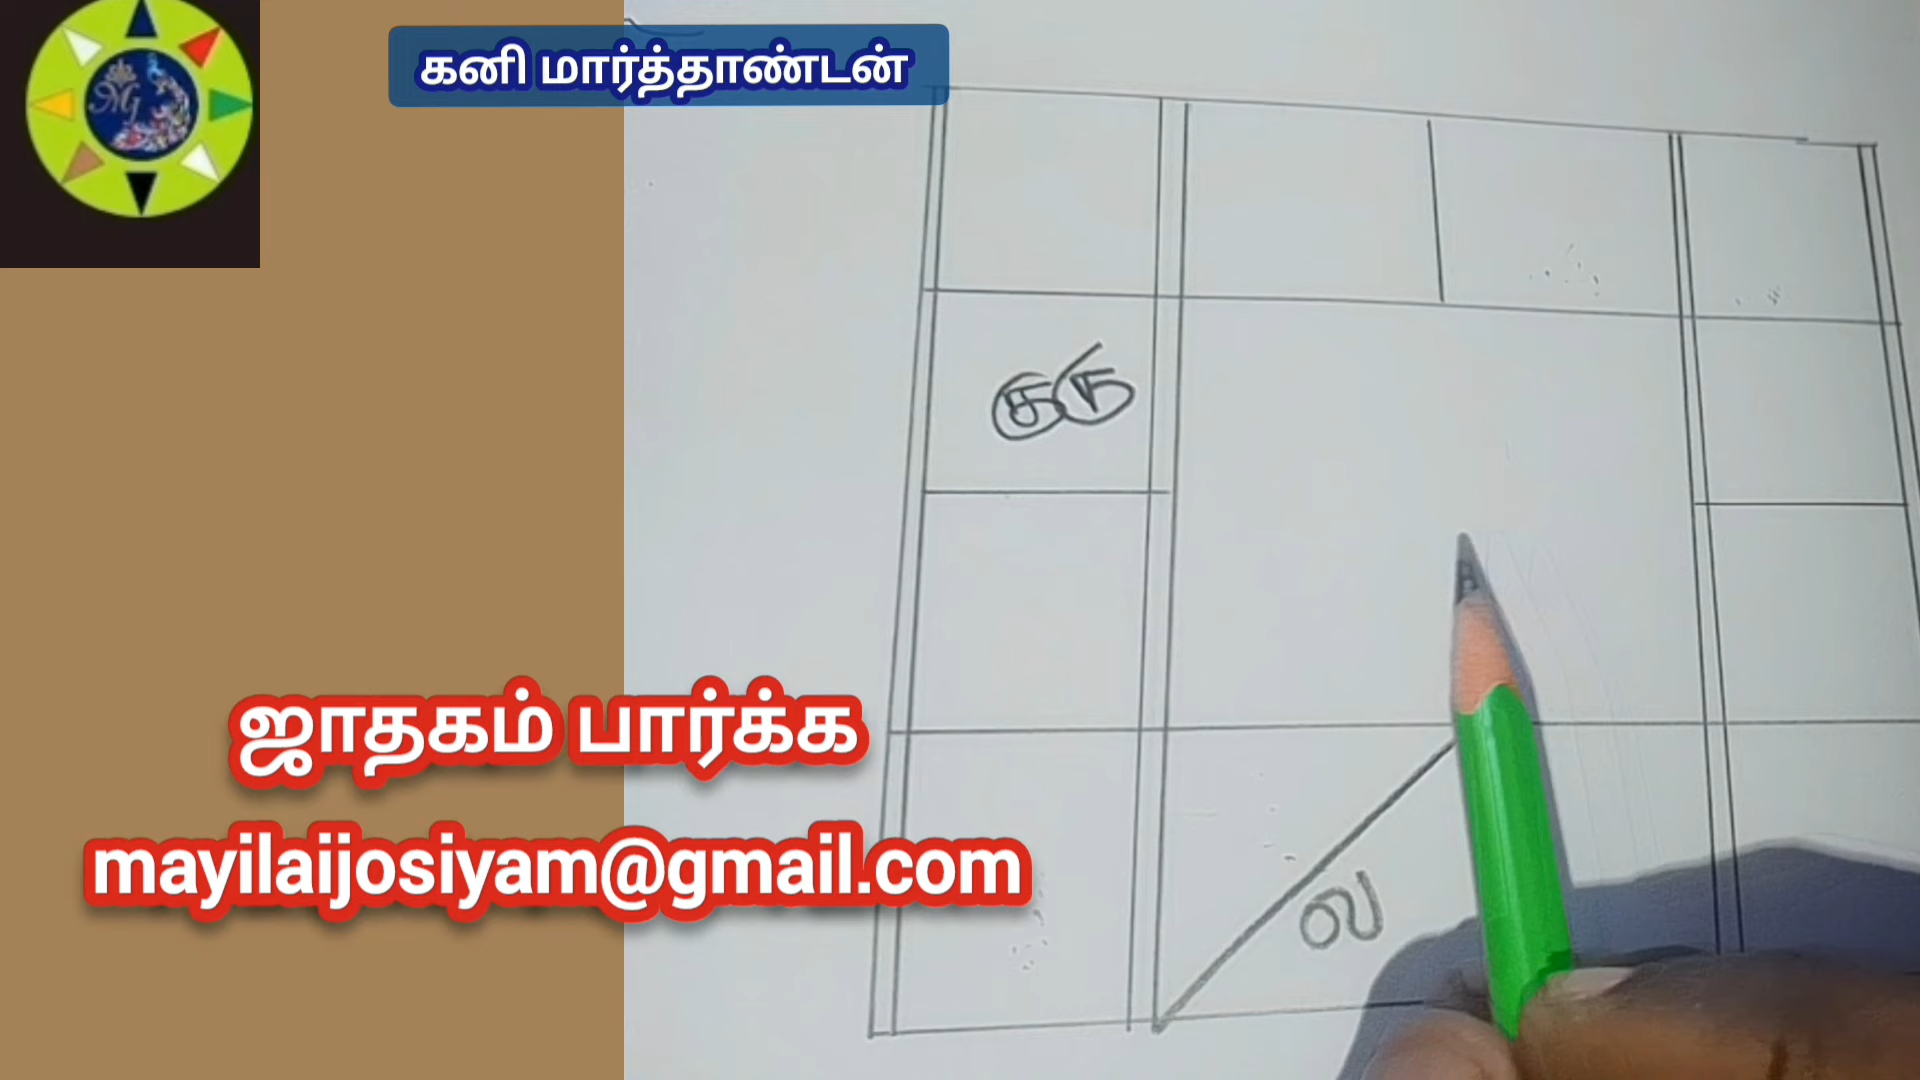 கனி மார்த்தாண்டன்
குரு
ல
ஜாதகம் பார்க்க
mayilaijosiyam@gmail.com